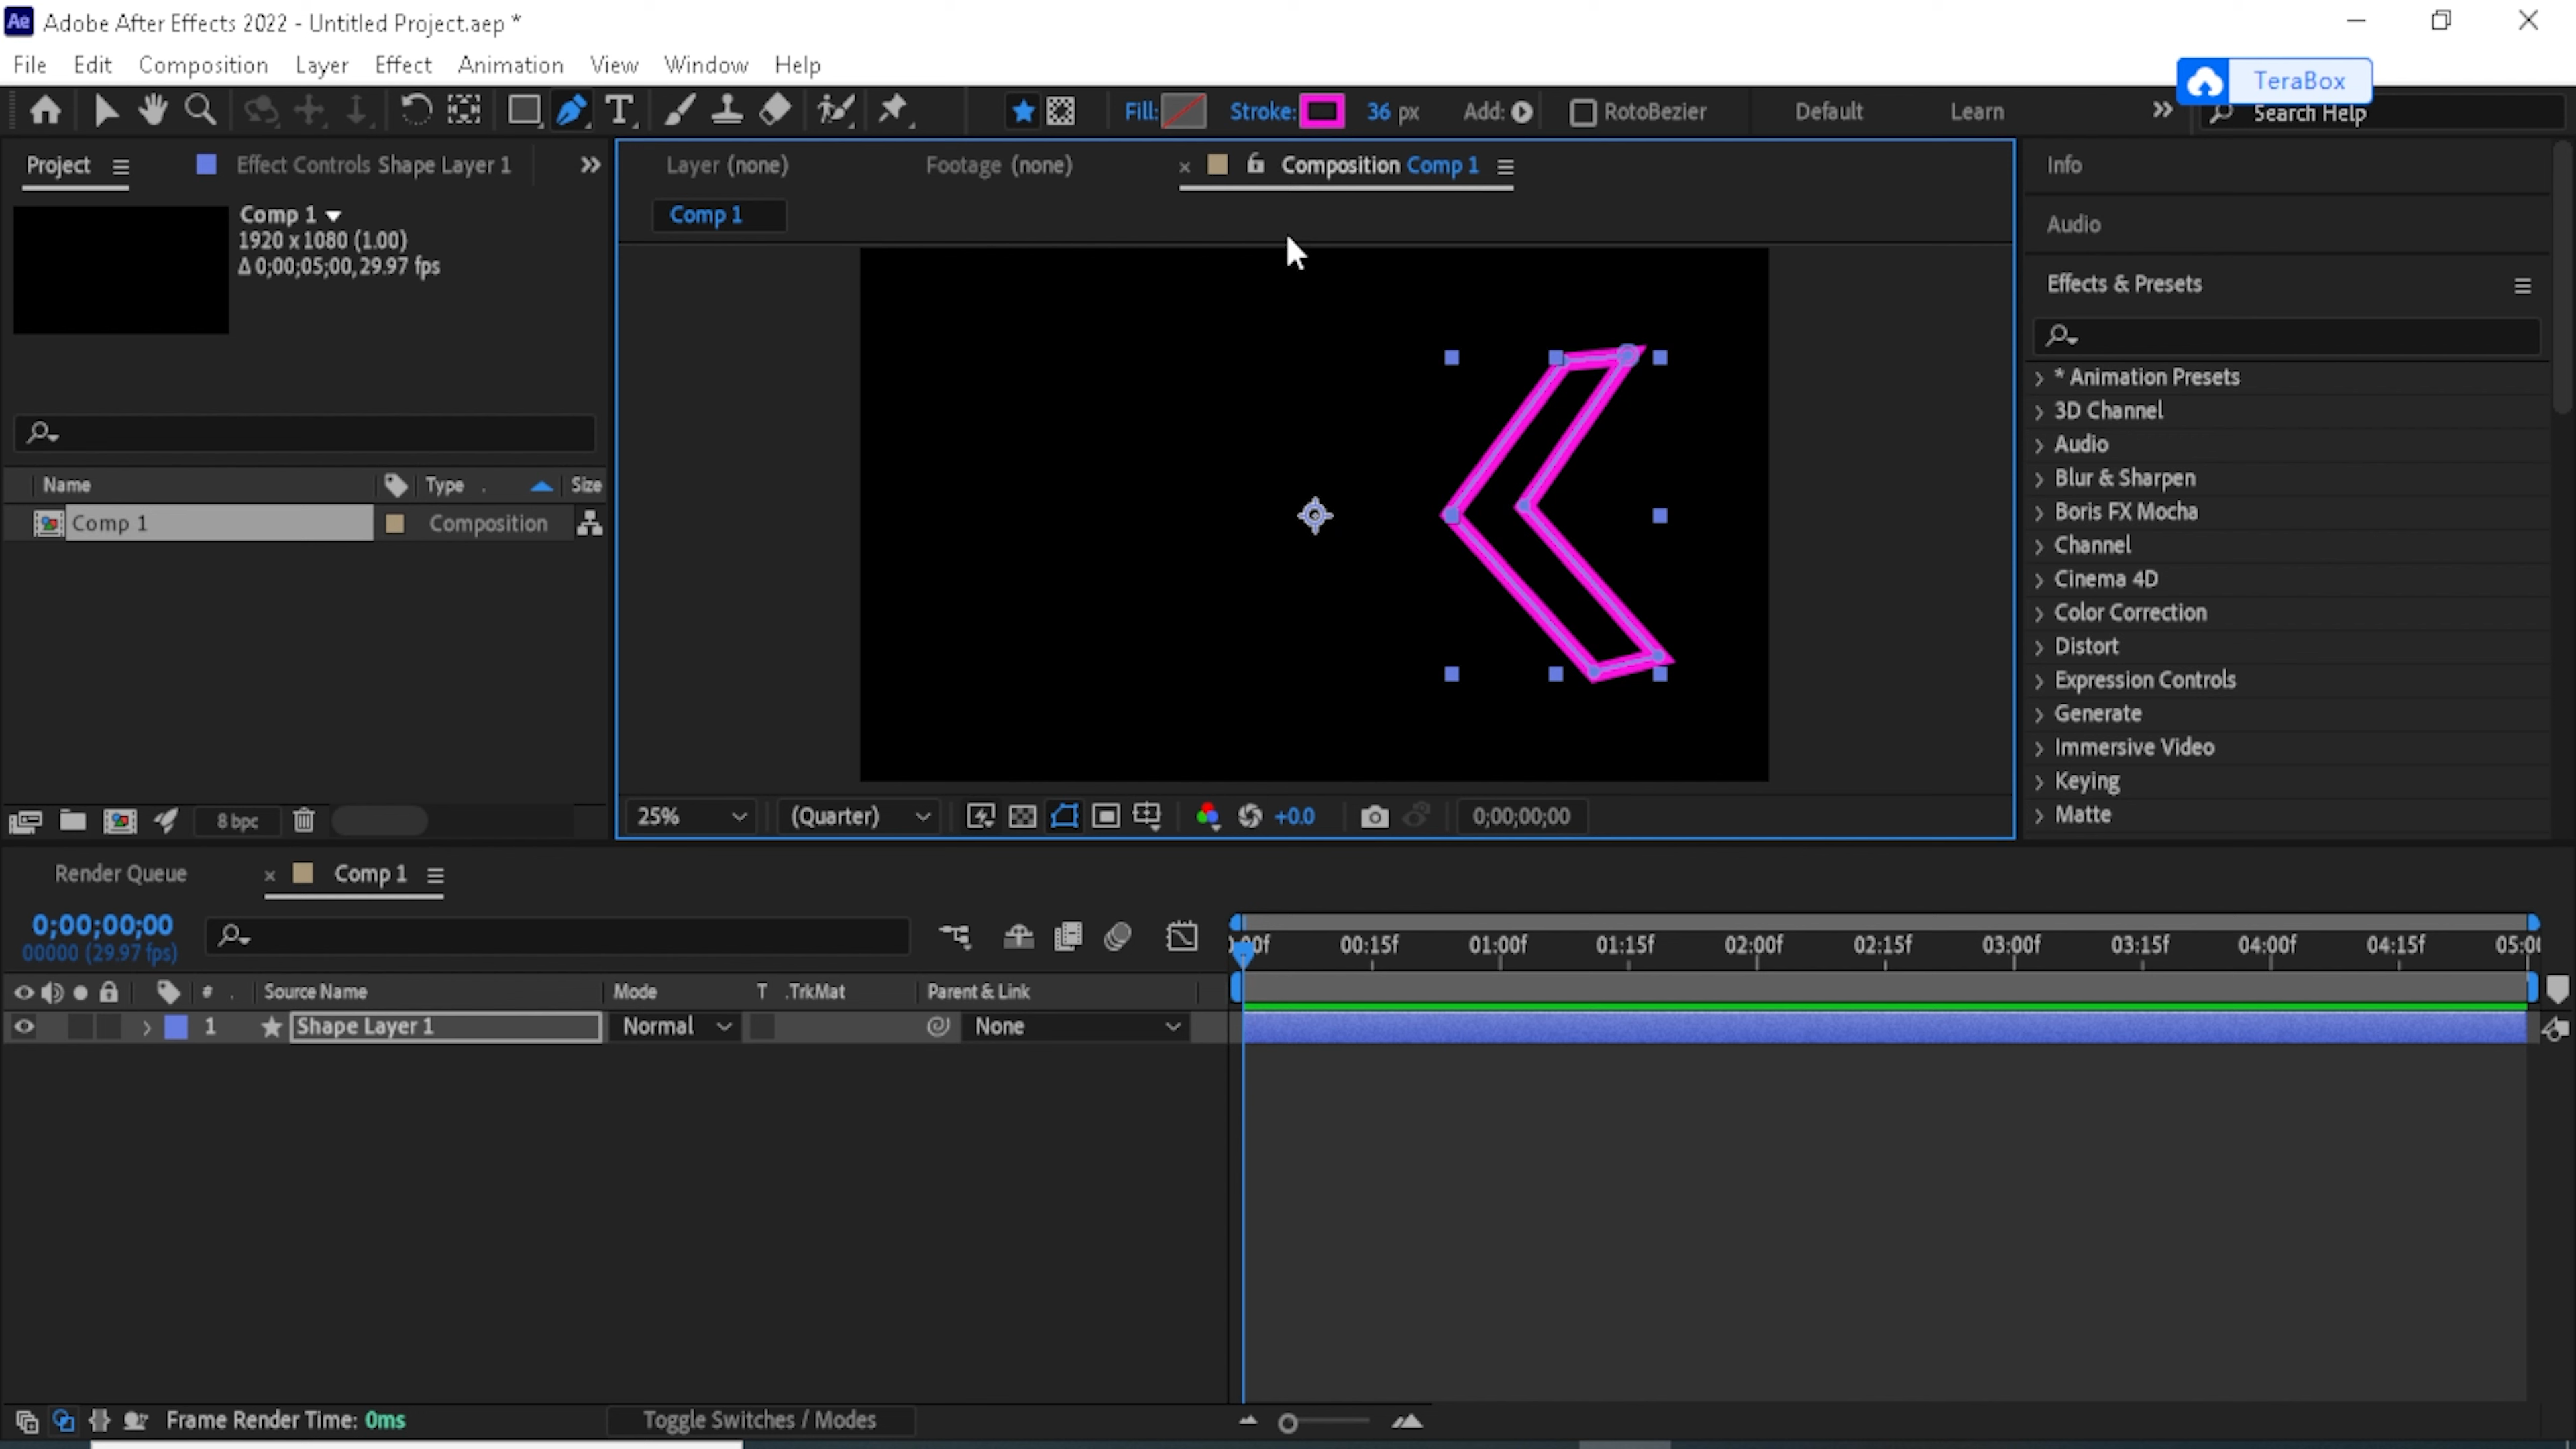 Ae Adobe After Effects 2022 - Untitled Project.aep *
File Edit Composition Layer Effect Animation View Window Help
TeraBox
T Fill: Stroke: 36 px Add: RotoBezier Default Learn Search Help
Project Effect Controls Shape Layer 1
Layer (none) Footage (none) Composition Comp 1
Info
Comp 1
1920 x 1080 (1.00)
Δ 0;00;05;00, 29.97 fps
Comp 1
Audio
Effects & Presets
* Animation Presets
3D Channel
Audio
Blur & Sharpen
Boris FX Mocha
Channel
Cinema 4D
Color Correction
Distort
Expression Controls
Generate
Immersive Video
Keying
Matte
Name Type Size
Comp 1 Composition
8 bpc
25% (Quarter) +0.0 0;00;00;00
Render Queue Comp 1
0;00;00;00
00000 (29.97 fps)
00:15f 01:00f 01:15f 02:00f 02:15f 03:00f 03:15f 04:00f 04:15f
# Source Name Mode T .TrkMat Parent & Link
1 Shape Layer 1 Normal None
Frame Render Time: 0ms Toggle Switches / Modes